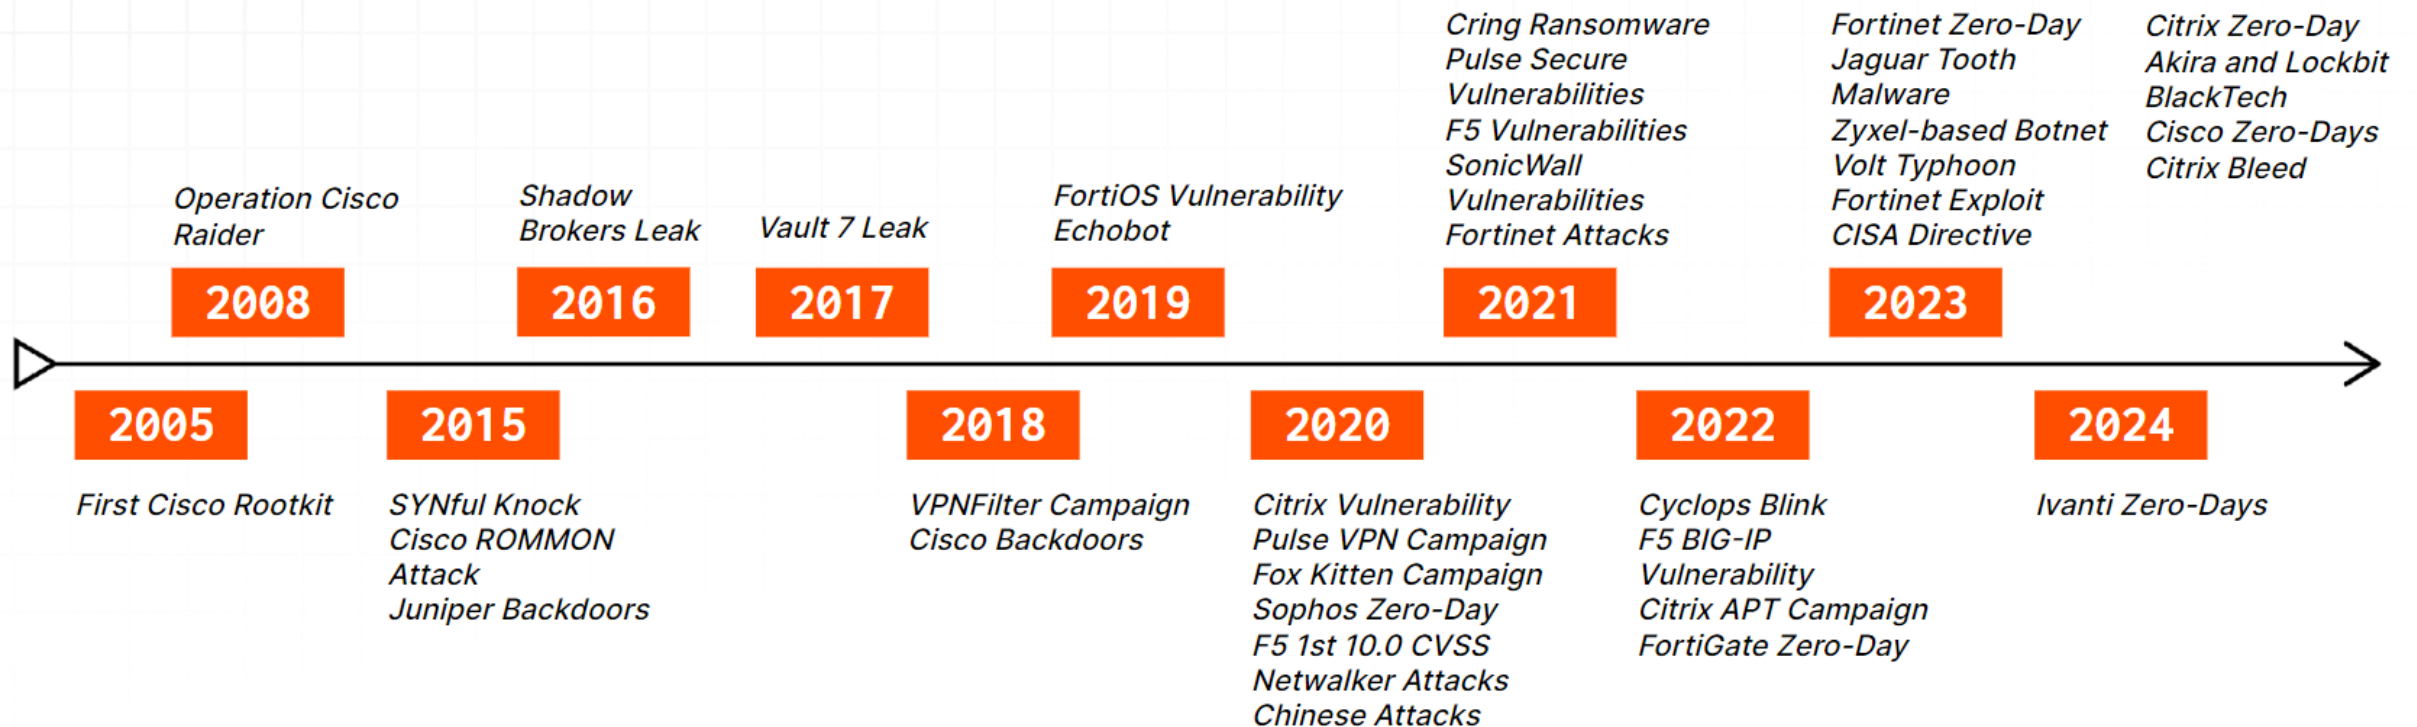 Operation Cisco
Raider
2008
Shadow
Brokers Leak
2016
Vault 7 Leak
2017
FortiOS Vulnerability
Echobot
2019
Cring Ransomware
Pulse Secure
Vulnerabilities
F5 Vulnerabilities
SonicWall
Vulnerabilities
Fortinet Attacks
2021
Fortinet Zero-Day
Jaguar Tooth
Malware
Zyxel-based Botnet
Volt Typhoon
Fortinet Exploit
CISA Directive
2023
Citrix Zero-Day
Akira and Lockbit
BlackTech
Cisco Zero-Days
Citrix Bleed
2005
First Cisco Rootkit
2015
SYNful Knock
Cisco ROMMON
Attack
Juniper Backdoors
2018
VPNFilter Campaign
Cisco Backdoors
2020
Citrix Vulnerability
Pulse VPN Campaign
Fox Kitten Campaign
Sophos Zero-Day
F5 1st 10.0 CVSS
Netwalker Attacks
Chinese Attacks
2022
Cyclops Blink
F5 BIG-IP
Vulnerability
Citrix APT Campaign
FortiGate Zero-Day
2024
Ivanti Zero-Days